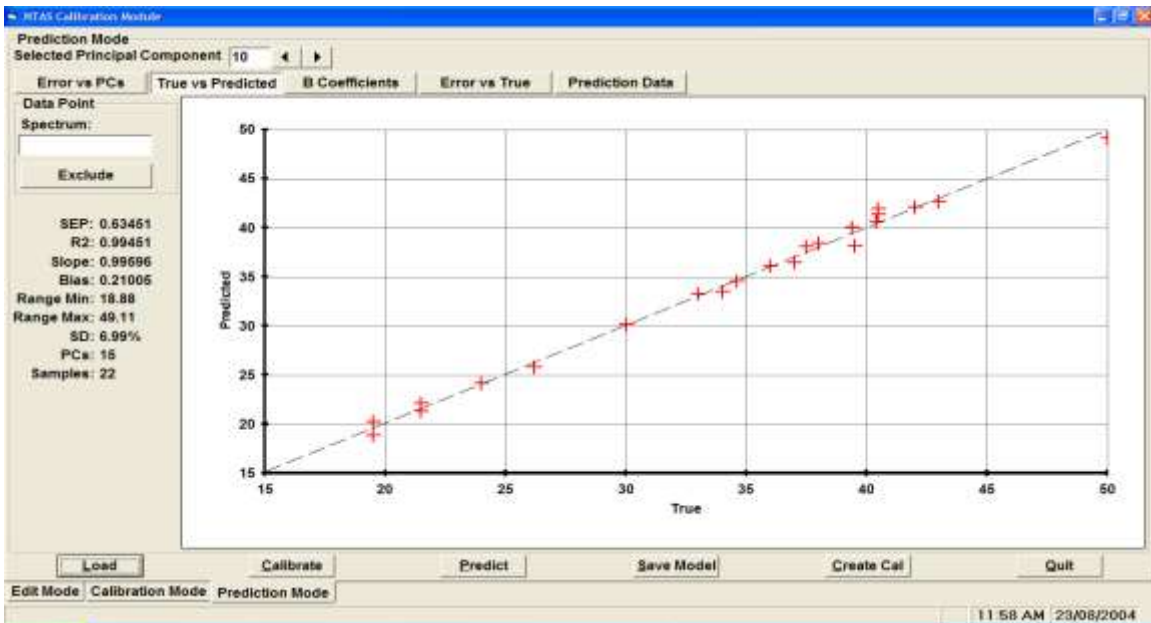 NTAS Calibration Module
Prediction Mode
Selected Principal Component 10
Error vs PCs True vs Predicted B Coefficients Error vs True Prediction Data
Data Point
Spectrum:
Exclude
SEP: 0.63451
R2: 0.99451
Slope: 0.99696
Bias: 0.21005
Range Min: 18.88
Range Max: 49.11
SD: 6.99%
PCs: 15
Samples: 22
50
45
40
35
30
25
20
15
Predicted
15 20 25 30 35 40 45 50
True
Load Calibrate Predict Save Model Create Cal Quit
Edit Mode Calibration Mode Prediction Mode
11:58 AM 23/08/2004